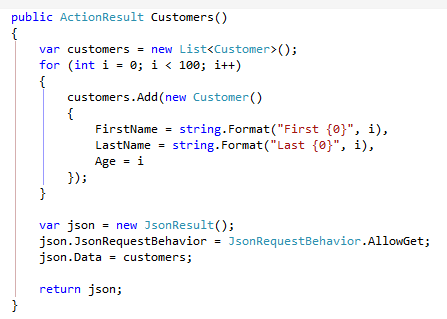 public ActionResult Customers()
{
    var customers = new List<Customer>();
    for (int i = 0; i < 100; i++)
    {
        customers.Add(new Customer()
        {
            FirstName = string.Format("First {0}", i),
            LastName = string.Format("Last {0}", i),
            Age = i
        });
    }

    var json = new JsonResult();
    json.JsonRequestBehavior = JsonRequestBehavior.AllowGet;
    json.Data = customers;

    return json;
}